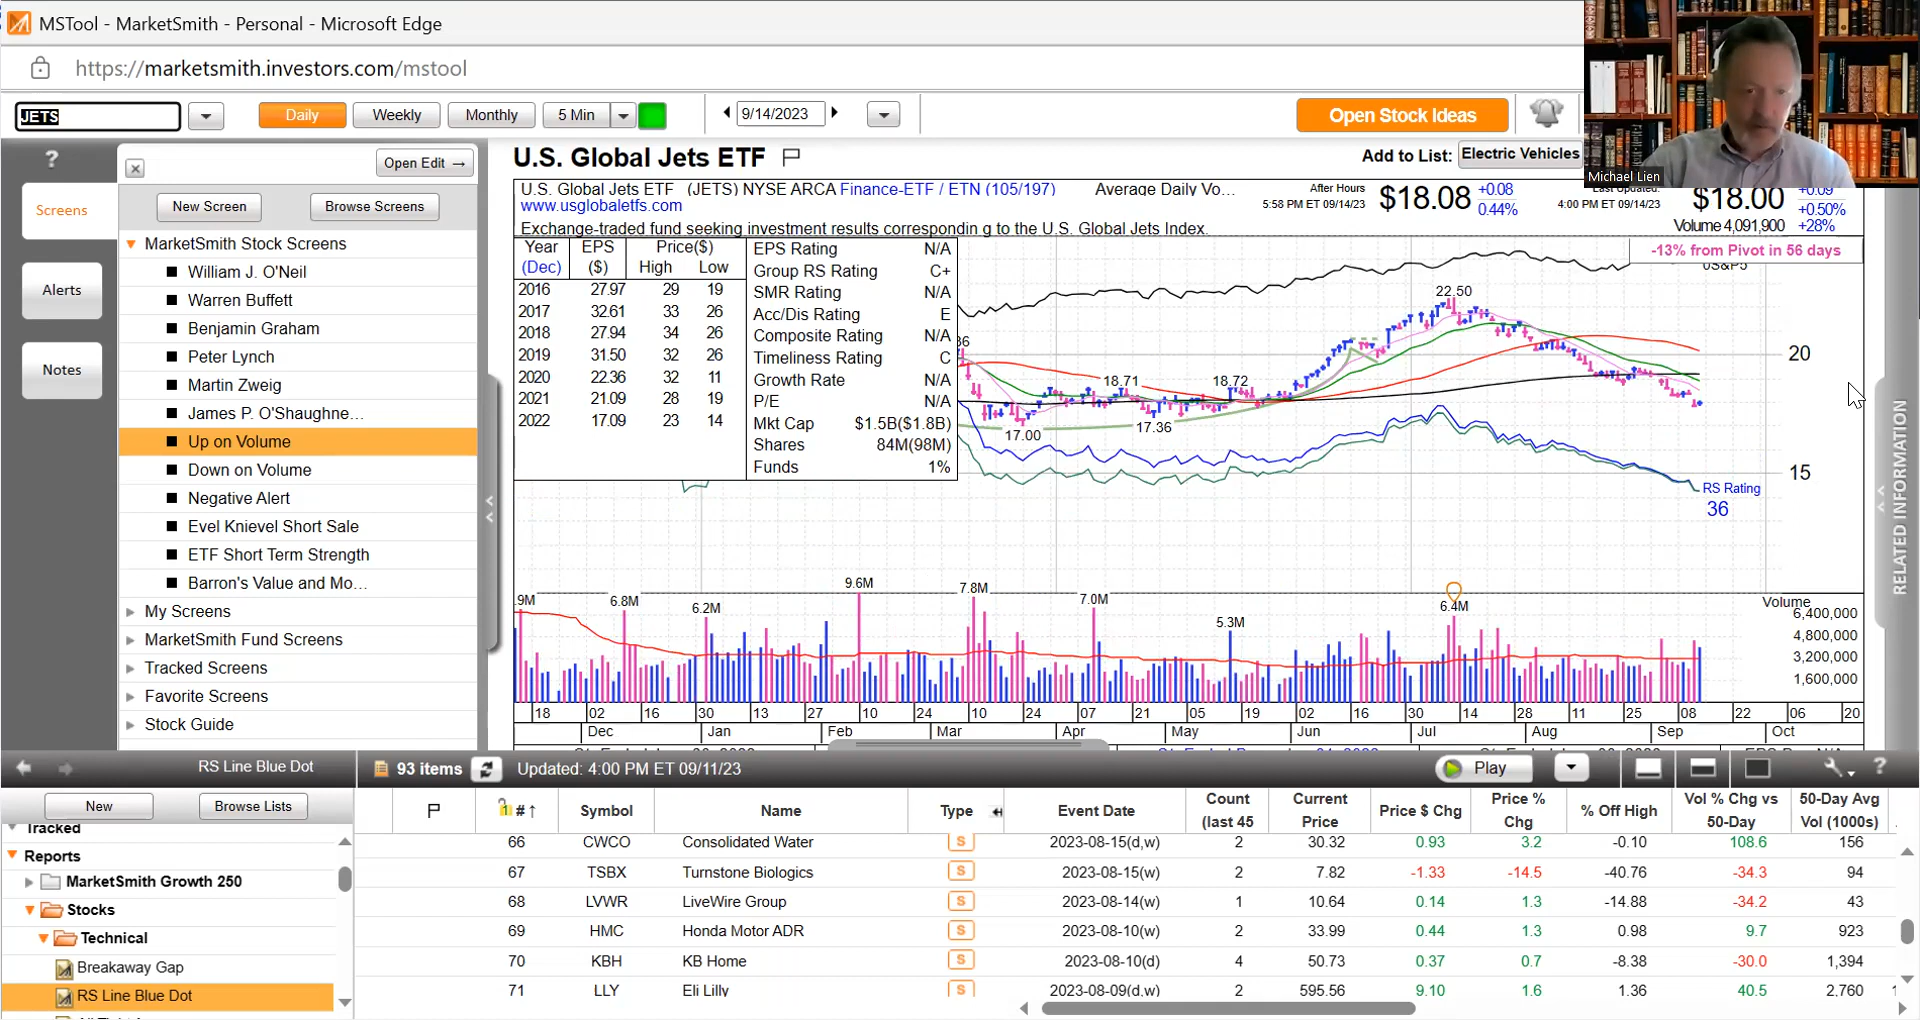 MSTool - MarketSmith - Personal - Microsoft Edge
https://marketsmith.investors.com/mstool
JETS
Daily
Weekly
Monthly
5 Min
9/14/2023
Open Stock Ideas
Michael Lien
?
Screens
Alerts
Notes
Open Edit →
New Screen
Browse Screens
MarketSmith Stock Screens
William J. O'Neil
Warren Buffett
Benjamin Graham
Peter Lynch
Martin Zweig
James P. O'Shaughne...
Up on Volume
Down on Volume
Negative Alert
Evel Knievel Short Sale
ETF Short Term Strength
Barron's Value and Mo...
My Screens
MarketSmith Fund Screens
Tracked Screens
Favorite Screens
Stock Guide
U.S. Global Jets ETF
Add to List: Electric Vehicles
U.S. Global Jets ETF (JETS) NYSE ARCA Finance-ETF / ETN (105/197) Average Daily Vo...
www.usglobaletfs.com
Exchange-traded fund seeking investment results correspondin g to the U.S. Global Jets Index.
After Hours
5:58 PM ET 09/14/23
$18.08
+0.08
0.44%
4:00 PM ET 09/14/23
$18.00
+0.09
+0.50%
Volume 4,091,900 +28%
-13% from Pivot in 56 days
Year EPS Price($)
(Dec) ($) High Low
2016 27.97 29 19
2017 32.61 33 26
2018 27.94 34 26
2019 31.50 32 26
2020 22.36 32 11
2021 21.09 28 19
2022 17.09 23 14
EPS Rating N/A
Group RS Rating C+
SMR Rating N/A
Acc/Dis Rating E
Composite Rating N/A
Timeliness Rating C
Growth Rate N/A
P/E N/A
Mkt Cap $1.5B($1.8B)
Shares 84M(98M)
Funds 1%
22.50
18.71
18.72
17.00
17.36
20
15
RS Rating
36
RELATED INFORMATION
.9M
6.8M
6.2M
9.6M
7.8M
7.0M
5.3M
6.4M
Volume
6,400,000
4,800,000
3,200,000
1,600,000
18 02 16 30 13 27 10 24 10 24 07 21 05 19 02 16 30 14 28 11 25 08 22 06 20
Dec Jan Feb Mar Apr May Jun Jul Aug Sep Oct
RS Line Blue Dot
93 items
Updated: 4:00 PM ET 09/11/23
Play
?
New
Browse Lists
Tracked
Reports
MarketSmith Growth 250
Stocks
Technical
Breakaway Gap
RS Line Blue Dot
# ↑ Symbol Name Type Event Date Count (last 45 Current Price Price $ Chg Price % Chg % Off High Vol % Chg vs 50-Day 50-Day Avg Vol (1000s)
66 CWCO Consolidated Water S 2023-08-15(d,w) 2 30.32 0.93 3.2 -0.10 108.6 156
67 TSBX Turnstone Biologics S 2023-08-15(w) 2 7.82 -1.33 -14.5 -40.76 -34.3 94
68 LVWR LiveWire Group S 2023-08-14(w) 1 10.64 0.14 1.3 -14.88 -34.2 43
69 HMC Honda Motor ADR S 2023-08-10(w) 2 33.99 0.44 1.3 0.98 9.7 923
70 KBH KB Home S 2023-08-10(d) 4 50.73 0.37 0.7 -8.38 -30.0 1,394
71 LLY Eli Lilly S 2023-08-09(d,w) 2 595.56 9.10 1.6 1.36 40.5 2,760